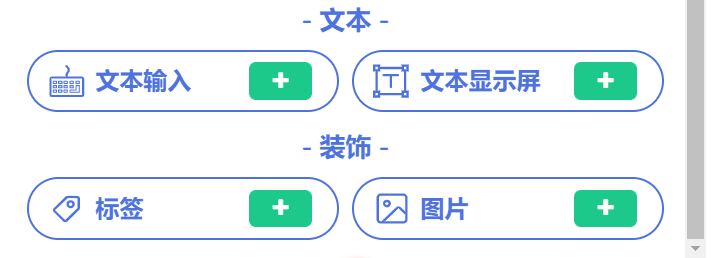 - 文本 -
文本输入
文本显示屏
- 装饰 -
标签
图片